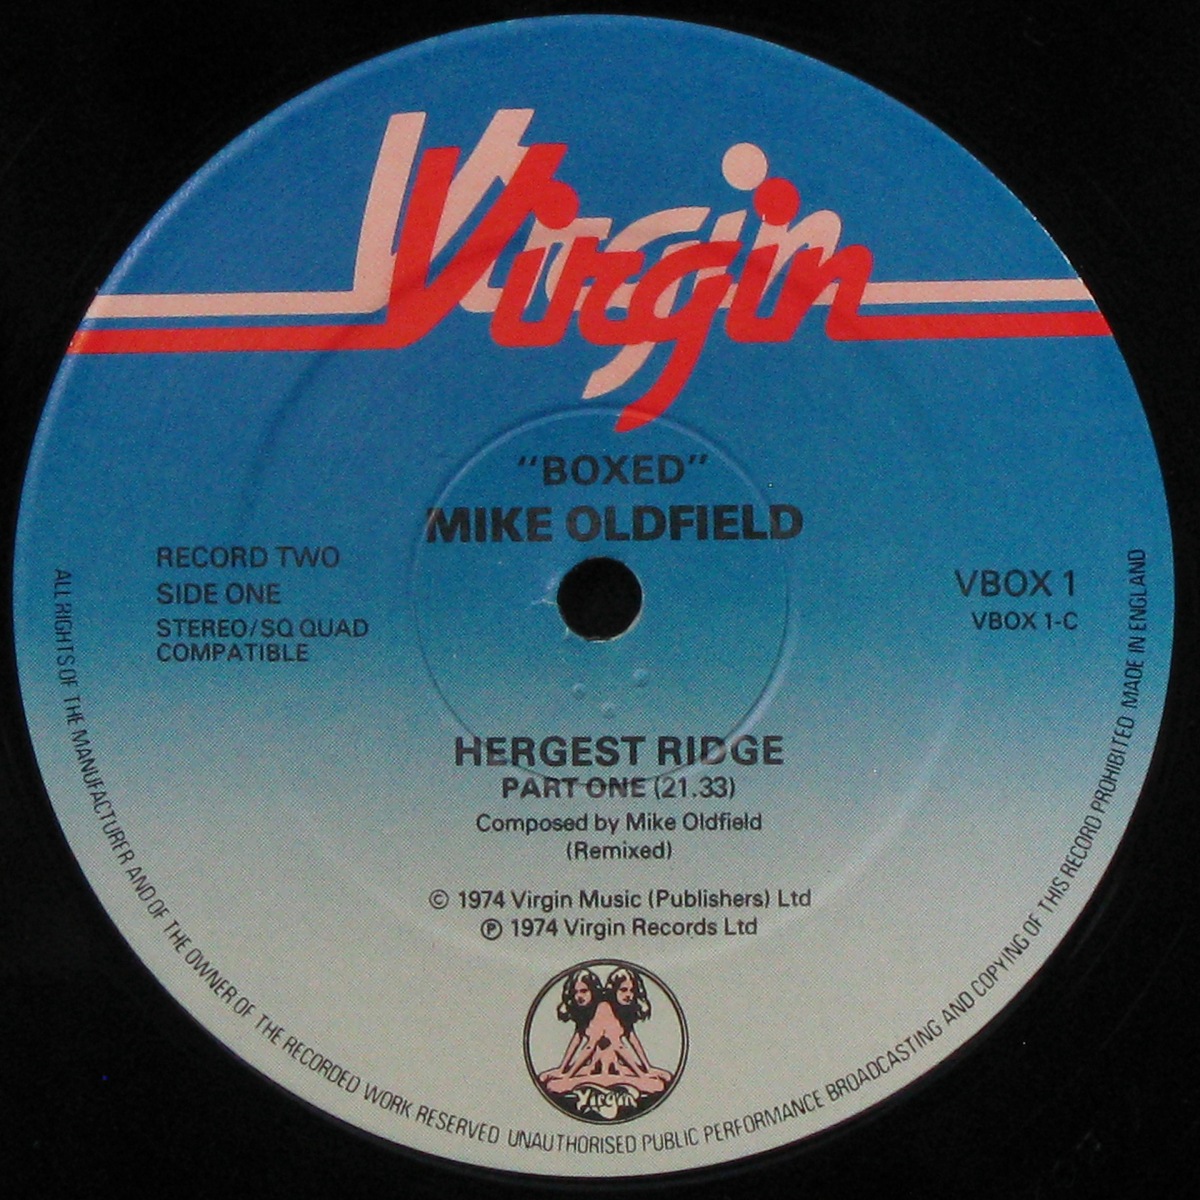 Virgin
"BOXED"
MIKE OLDFIELD
RECORD TWO
SIDE ONE
STEREO/SQ QUAD
COMPATIBLE
VBOX 1
VBOX 1-C
HERGEST RIDGE
PART ONE (21.33)
Composed by Mike Oldfield
(Remixed)
© 1974 Virgin Music (Publishers) Ltd
℗ 1974 Virgin Records Ltd
Virgin
ALL RIGHTS OF THE MANUFACTURER AND OF THE OWNER OF THE RECORDED WORK RESERVED UNAUTHORISED PUBLIC PERFORMANCE BROADCASTING AND COPYING OF THIS RECORD PROHIBITED MADE IN ENGLAND